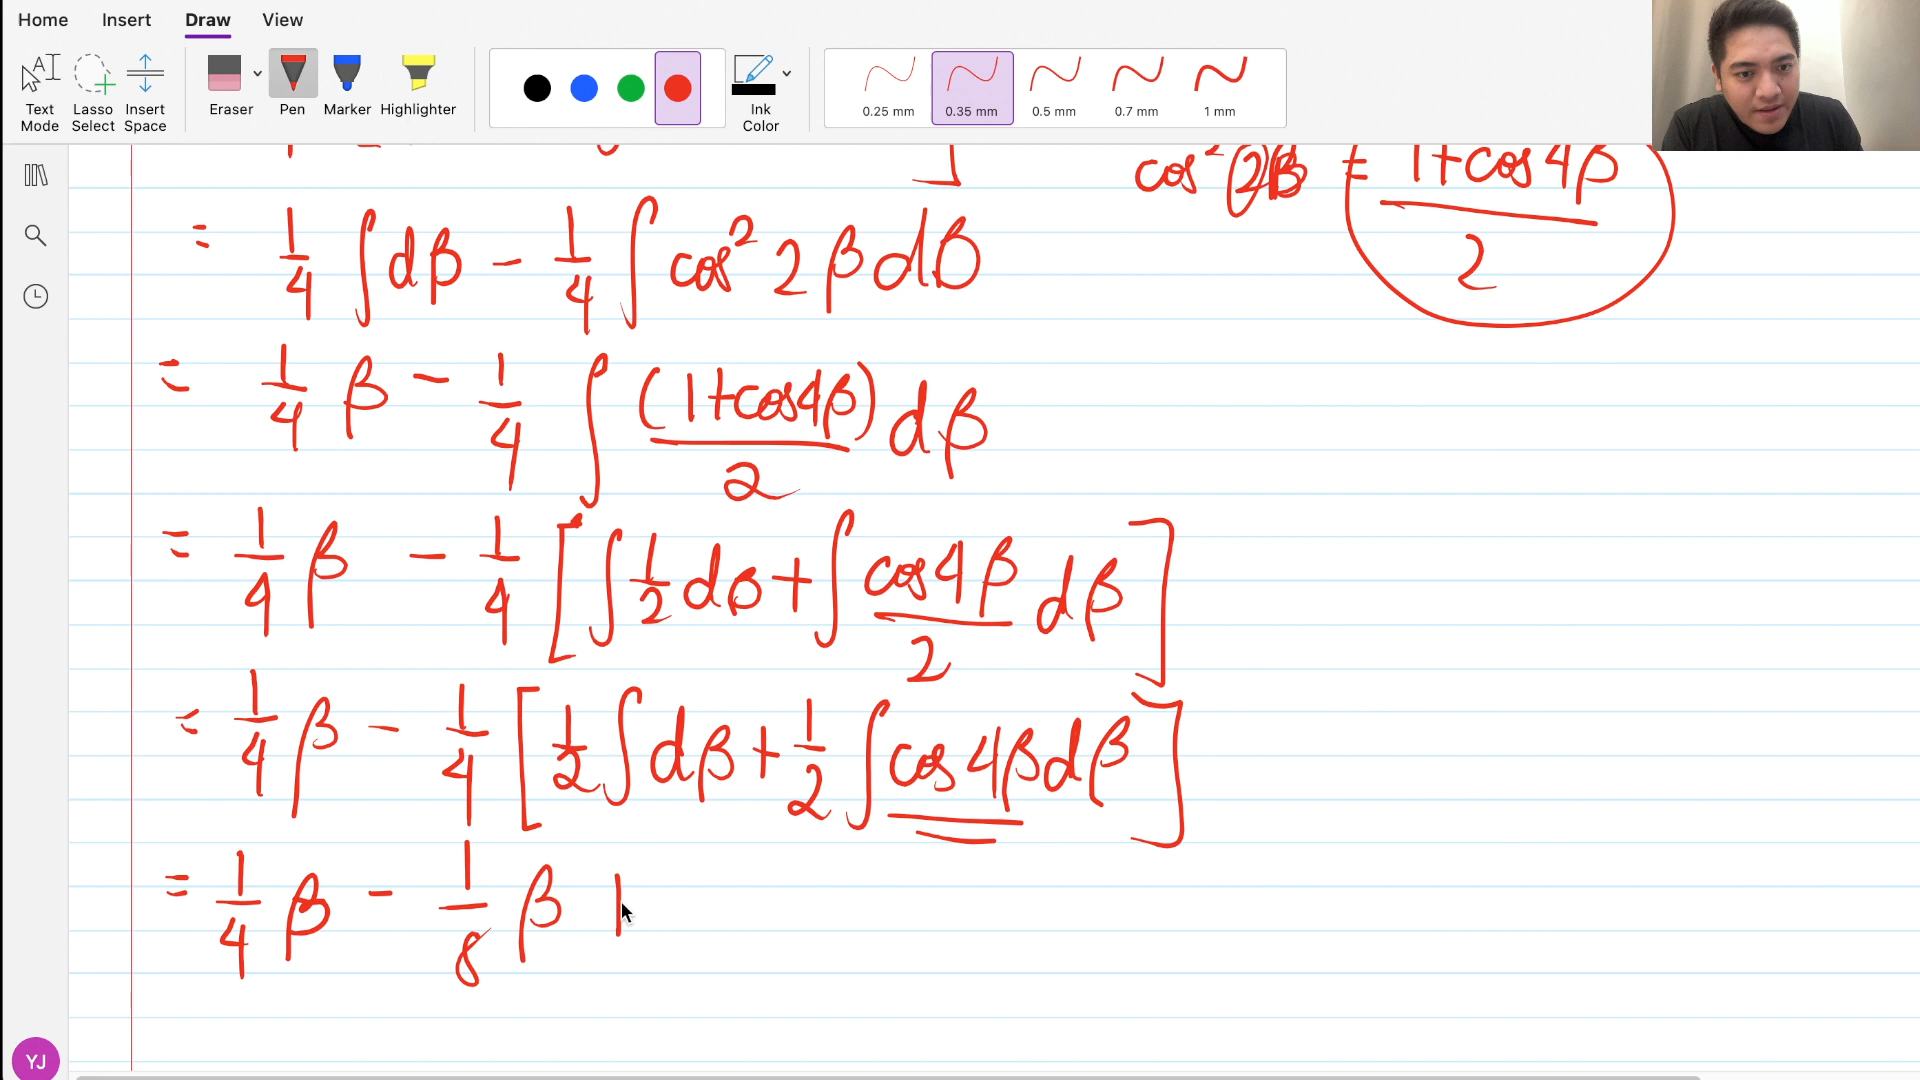 Home Insert Draw View
Text Mode Lasso Select Insert Space Eraser Pen Marker Highlighter Ink Color 0.25 mm 0.35 mm 0.5 mm 0.7 mm 1 mm
cos² (2β) = (1+cos4β)/2
= 1/4 ∫dβ - 1/4 ∫cos² 2β dβ
= 1/4 β - 1/4 ∫ (1+cos4β)/2 dβ
= 1/4 β - 1/4 [∫ 1/2 dβ + ∫ cos4β/2 dβ]
= 1/4 β - 1/4 [1/2 ∫dβ + 1/2 ∫cos4βdβ]
= 1/4 β - 1/8 β
YJ